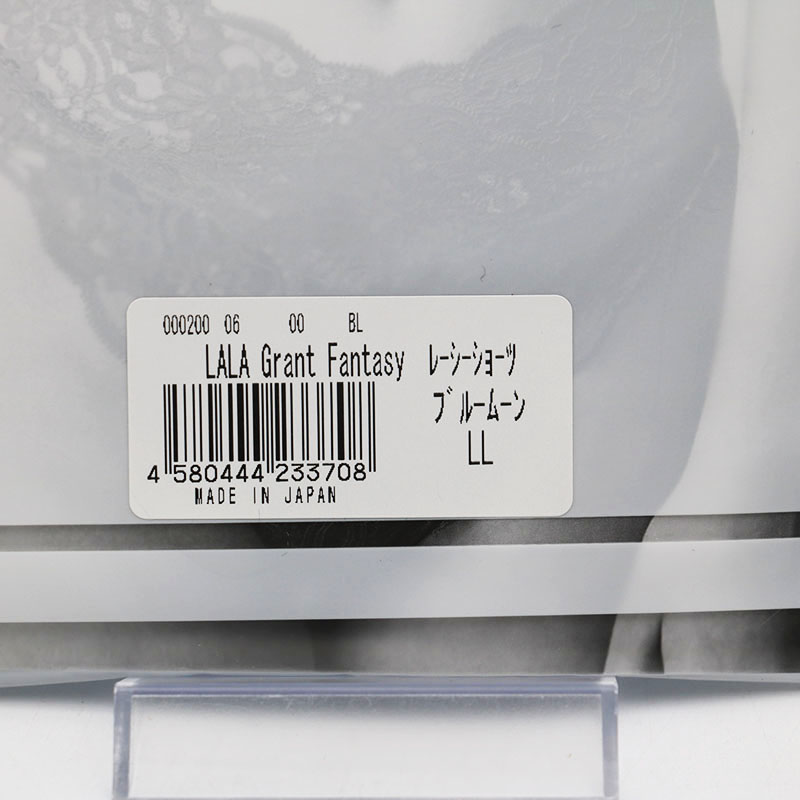 000200 06 00 BL
LALA Grant Fantasy ﾚｰｼｰｼｮｰﾂ
ﾌﾞﾙｰﾑｰﾝ
LL
4 580444 233708
MADE IN JAPAN